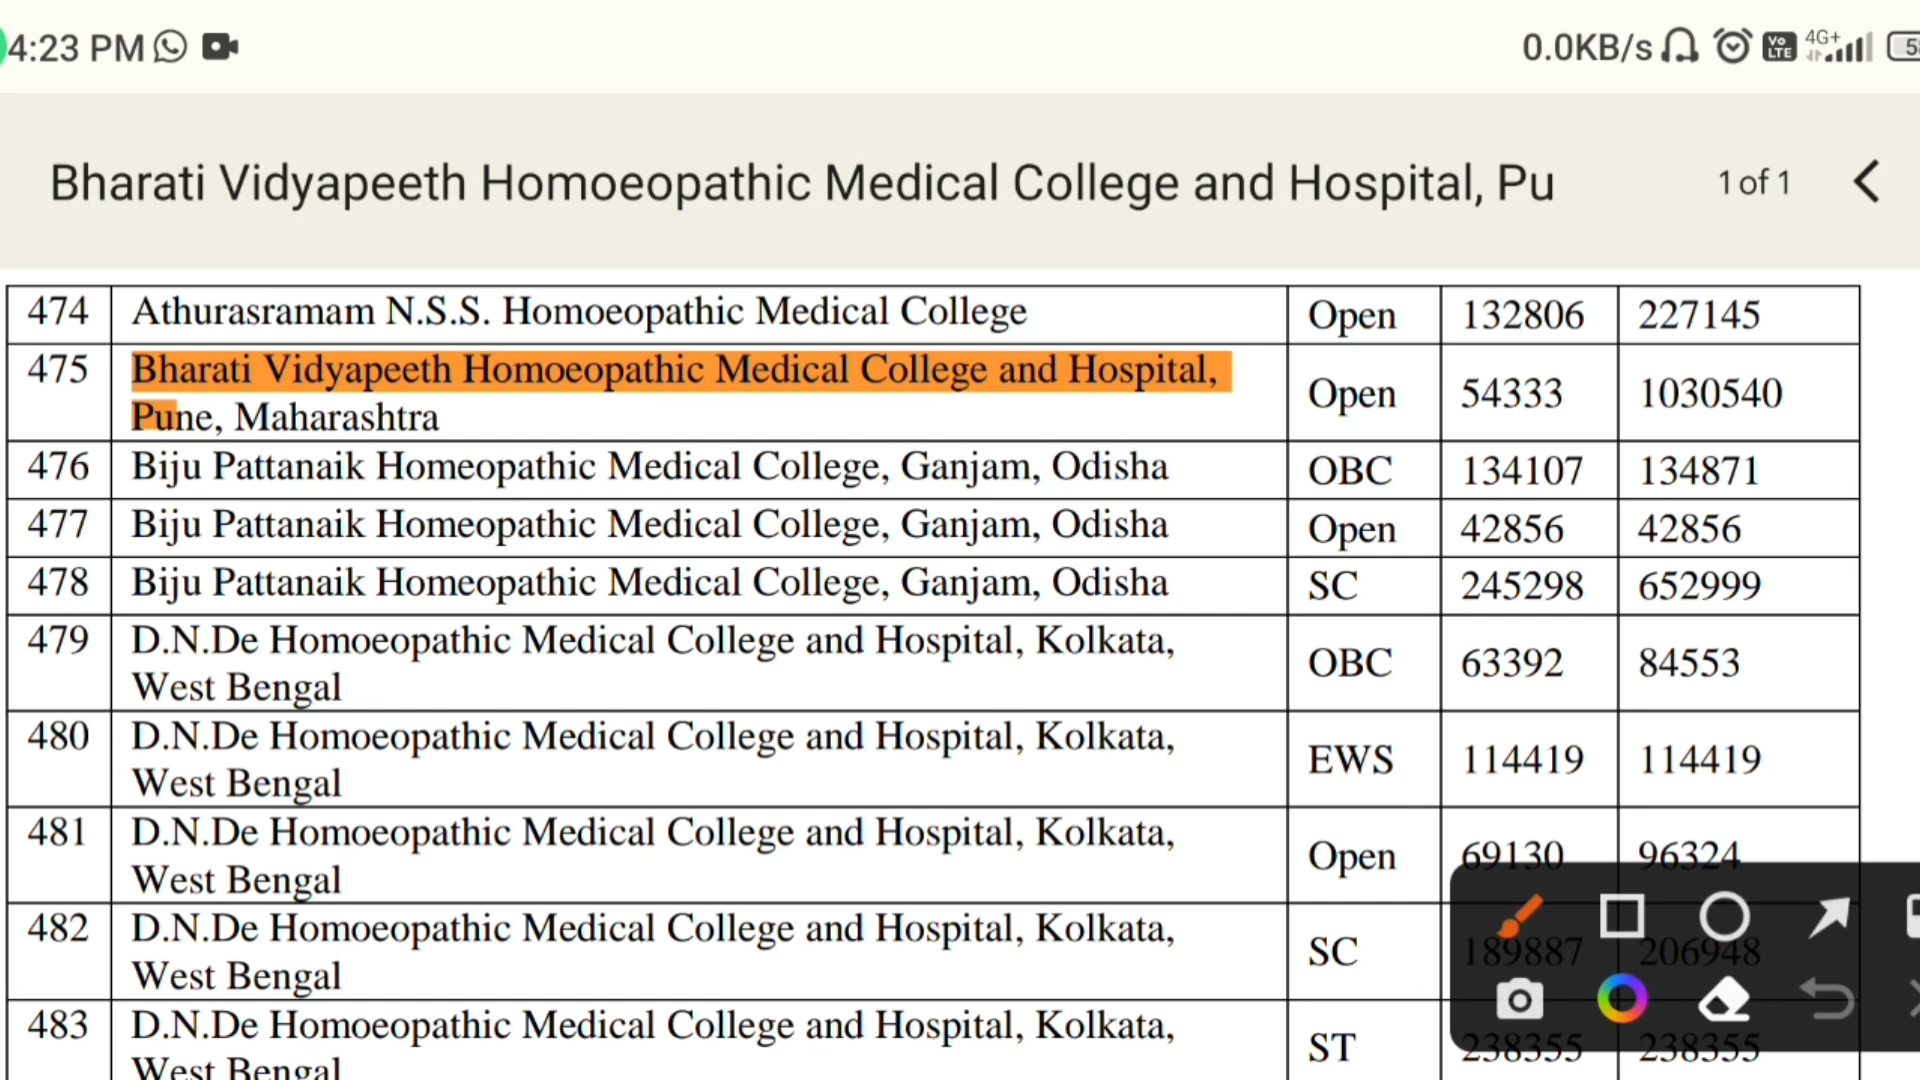 4:23 PM 0.0KB/s Vo LTE 4G+
Bharati Vidyapeeth Homoeopathic Medical College and Hospital, Pu 1 of 1
474 Athurasramam N.S.S. Homoeopathic Medical College Open 132806 227145
475 Bharati Vidyapeeth Homoeopathic Medical College and Hospital,
Pune, Maharashtra Open 54333 1030540
476 Biju Pattanaik Homeopathic Medical College, Ganjam, Odisha OBC 134107 134871
477 Biju Pattanaik Homeopathic Medical College, Ganjam, Odisha Open 42856 42856
478 Biju Pattanaik Homeopathic Medical College, Ganjam, Odisha SC 245298 652999
479 D.N.De Homoeopathic Medical College and Hospital, Kolkata,
West Bengal OBC 63392 84553
480 D.N.De Homoeopathic Medical College and Hospital, Kolkata,
West Bengal EWS 114419 114419
481 D.N.De Homoeopathic Medical College and Hospital, Kolkata,
West Bengal Open 69130 96324
482 D.N.De Homoeopathic Medical College and Hospital, Kolkata,
West Bengal SC 189887 206948
483 D.N.De Homoeopathic Medical College and Hospital, Kolkata,
West Bengal ST 238355 238355